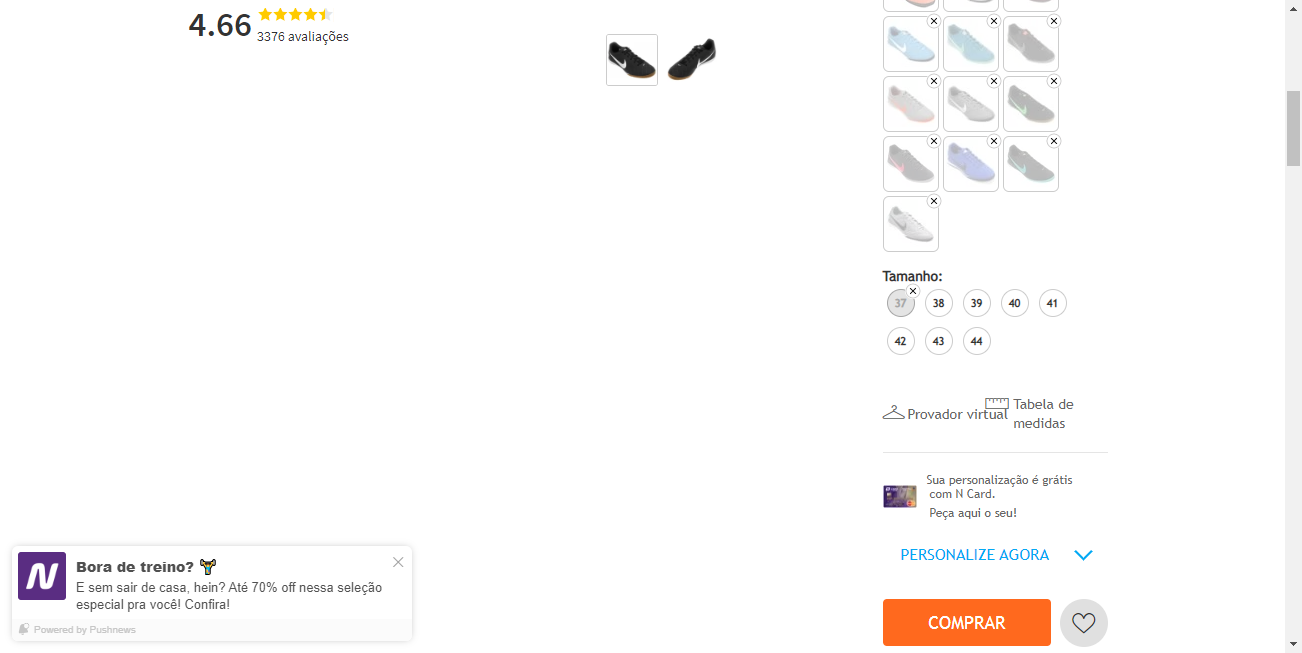 4.66
3376 avaliações
Tamanho:
37 38 39 40 41
42 43 44
Provador virtual
Tabela de
medidas
Sua personalização é grátis
com N Card.
Peça aqui o seu!
PERSONALIZE AGORA
COMPRAR
N
Bora de treino?
E sem sair de casa, hein? Até 70% off nessa seleção
especial pra você! Confira!
Powered by Pushnews